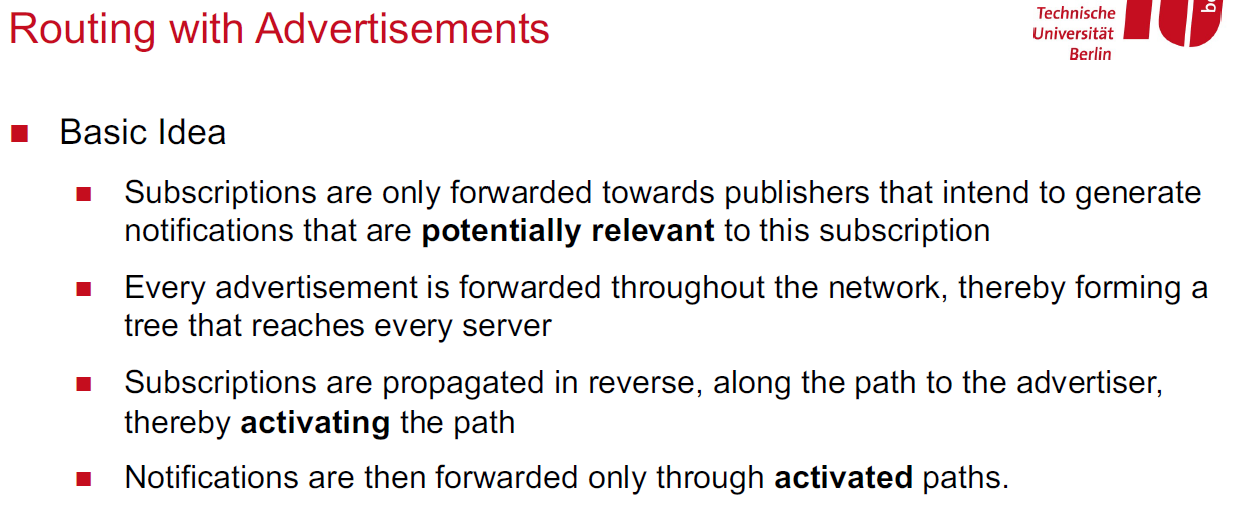 Routing with Advertisements
Technische
Universität
Berlin
Basic Idea
Subscriptions are only forwarded towards publishers that intend to generate
notifications that are potentially relevant to this subscription
Every advertisement is forwarded throughout the network, thereby forming a
tree that reaches every server
Subscriptions are propagated in reverse, along the path to the advertiser,
thereby activating the path
Notifications are then forwarded only through activated paths.